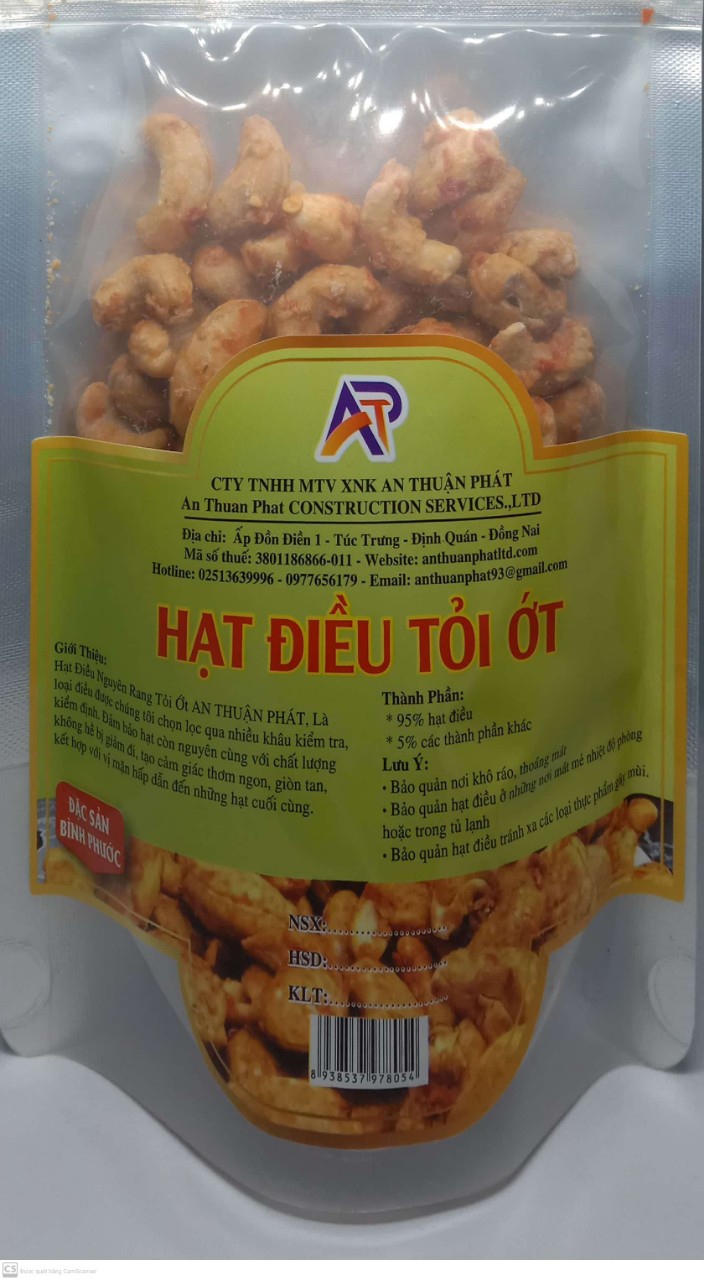 AP
CTY TNHH MTV XNK AN THUẬN PHÁT
An Thuan Phat CONSTRUCTION SERVICES.,LTD
Địa chỉ: Ấp Đồn Điền 1 - Túc Trưng - Định Quán - Đồng Nai
Mã số thuế: 3801186866-011 - Website: anthuanphatltd.com
Hotline: 02513639996 - 0977656179 - Email: anthuanphat93@gmail.com
HẠT ĐIỀU TỎI ỚT
Giới Thiệu:
Hạt Điều Nguyên Rang Tỏi Ớt AN THUẬN PHÁT, Là
loại điều được chúng tôi chọn lọc qua nhiều khâu kiểm tra,
kiểm định. Đảm bảo hạt còn nguyên cùng với chất lượng
không hề bị giảm đi, tạo cảm giác thơm ngon, giòn tan,
kết hợp với vị mặn hấp dẫn đến những hạt cuối cùng.
Thành Phần:
* 95% hạt điều
* 5% các thành phần khác
Lưu Ý:
• Bảo quản nơi khô ráo, thoáng mát
• Bảo quản hạt điều ở những nơi mát mẻ nhiệt độ phòng
hoặc trong tủ lạnh
• Bảo quản hạt điều tránh xa các loại thực phẩm gây mùi.
ĐẶC SẢN
BÌNH PHƯỚC
NSX:........................
HSD:........................
KLT:........................
8 938537 978054
CS Được quét bằng CamScanner